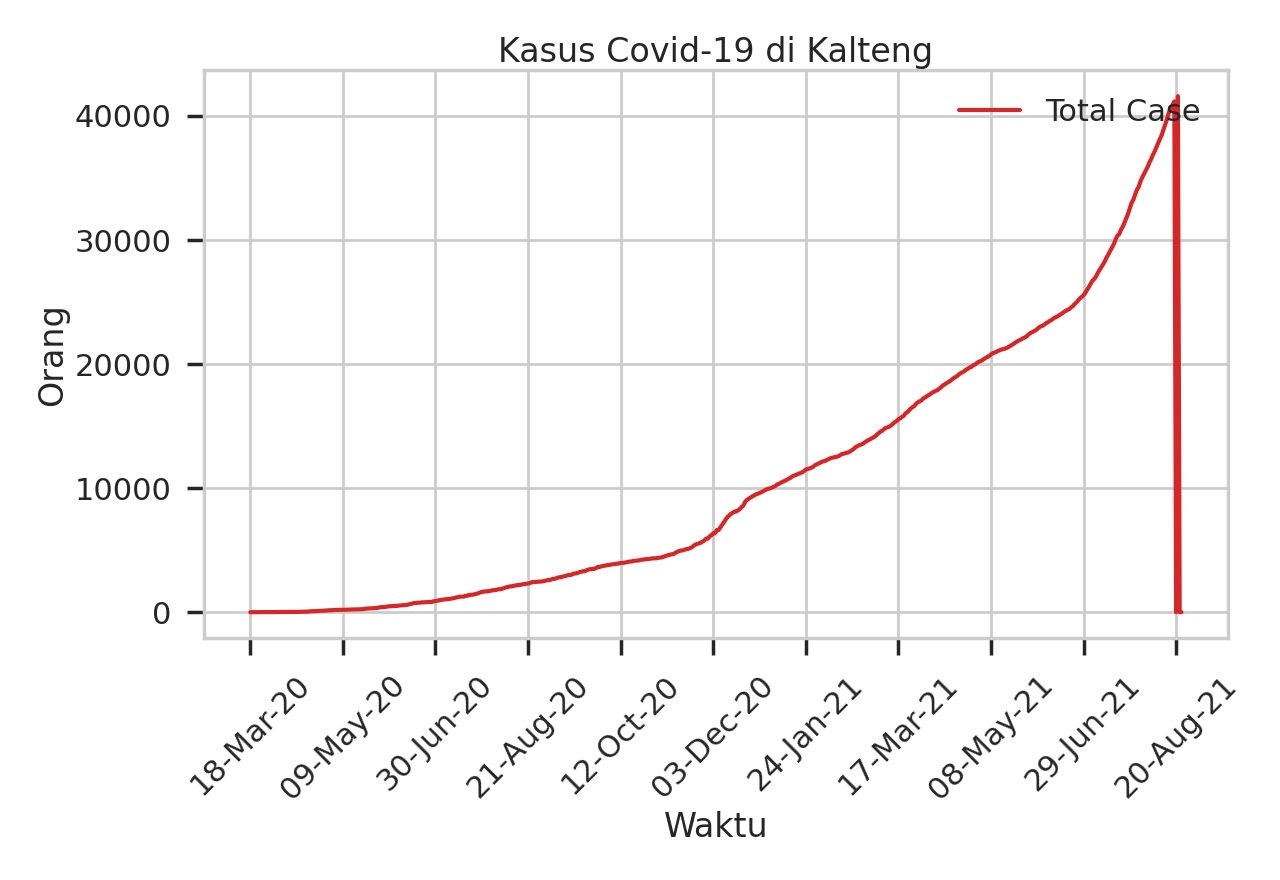 Kasus Covid-19 di Kalteng
Total Case
Orang
40000
30000
20000
10000
0
18-Mar-20
09-May-20
30-Jun-20
21-Aug-20
12-Oct-20
03-Dec-20
24-Jan-21
17-Mar-21
08-May-21
29-Jun-21
20-Aug-21
Waktu